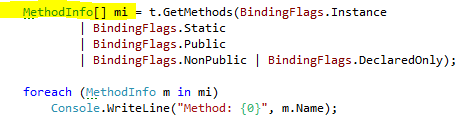 MethodInfo[] mi = t.GetMethods(BindingFlags.Instance
| BindingFlags.Static
| BindingFlags.Public
| BindingFlags.NonPublic | BindingFlags.DeclaredOnly);
foreach (MethodInfo m in mi)
Console.WriteLine("Method: {0}", m.Name);